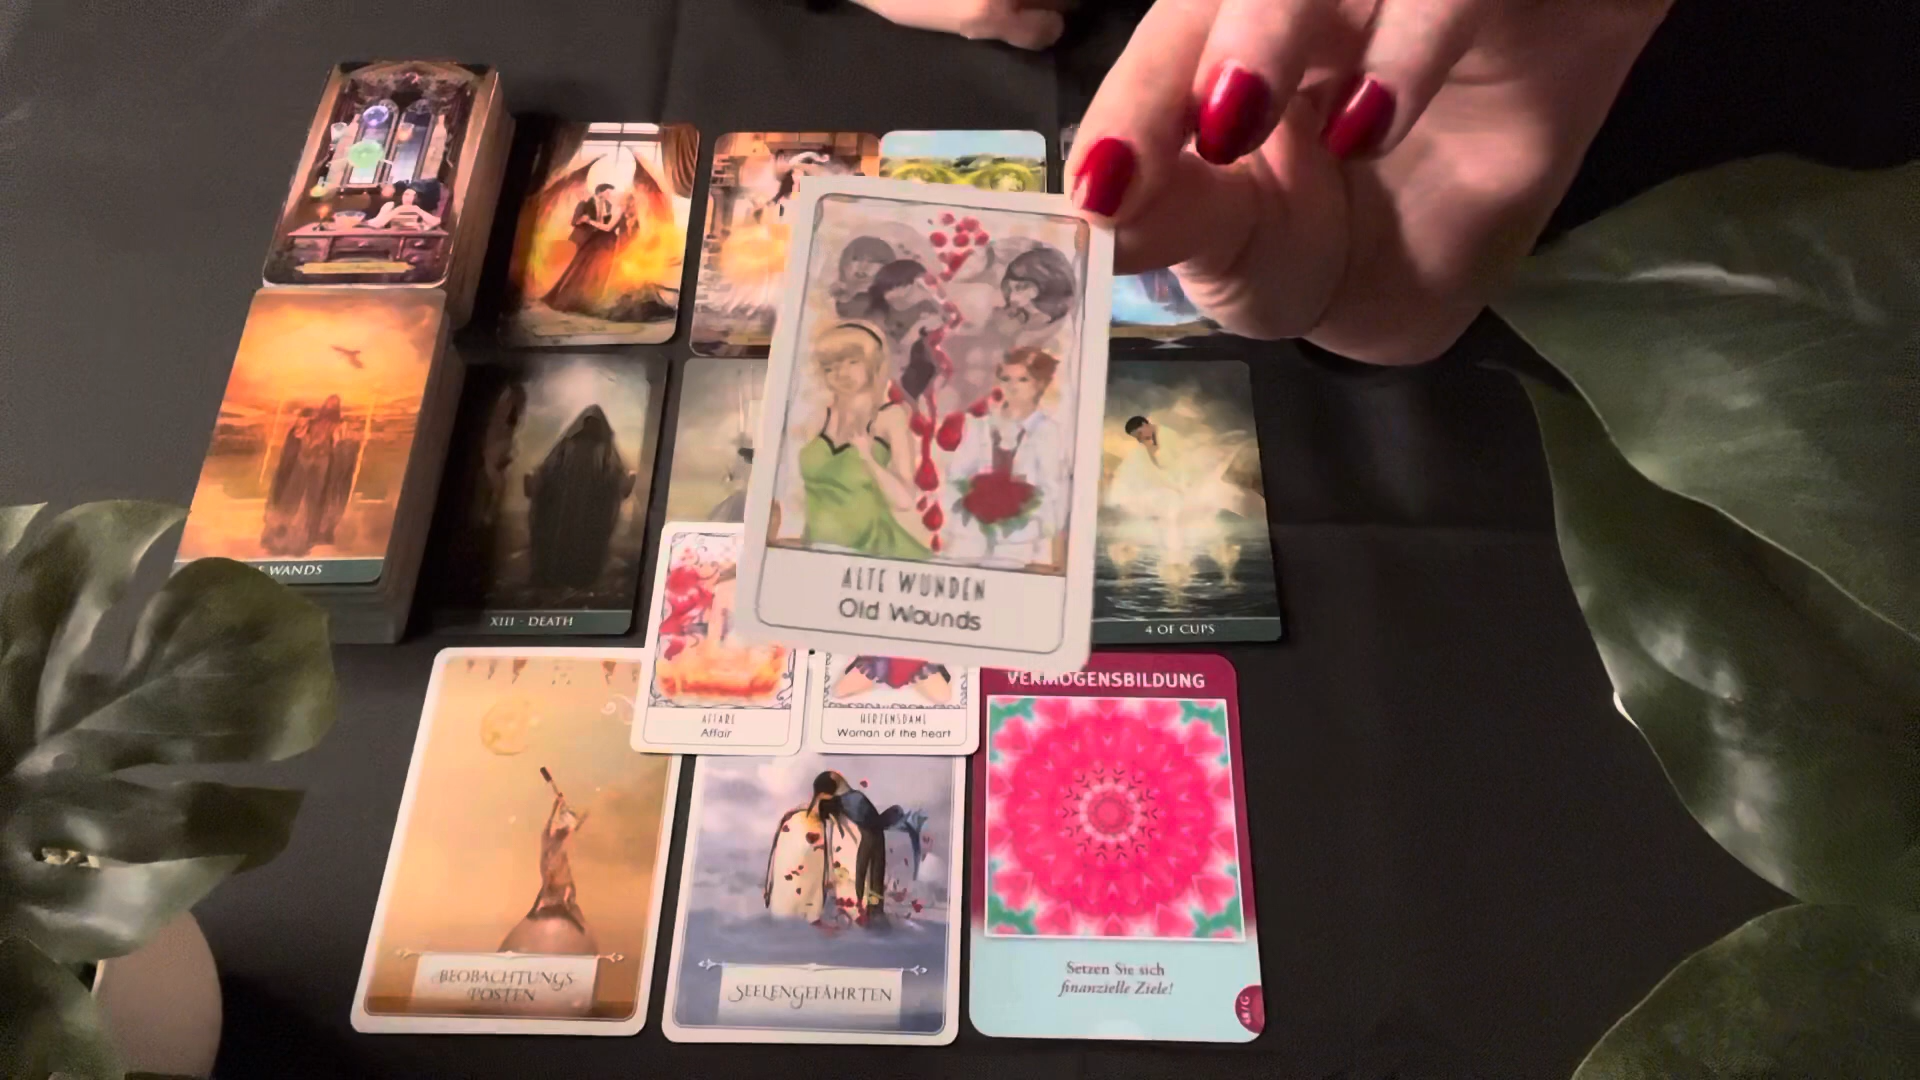 WANDS
XIII - DEATH
ALTE WUNDEN
Old Wounds
4 OF CUPS
AFFÄRE
Affair
HERZENSDAME
Woman of the heart
VERMÖGENSBILDUNG
BEOBACHTUNGS-
POSTEN
SEELENGEFÄHRTEN
Setzen Sie sich
finanzielle Ziele!